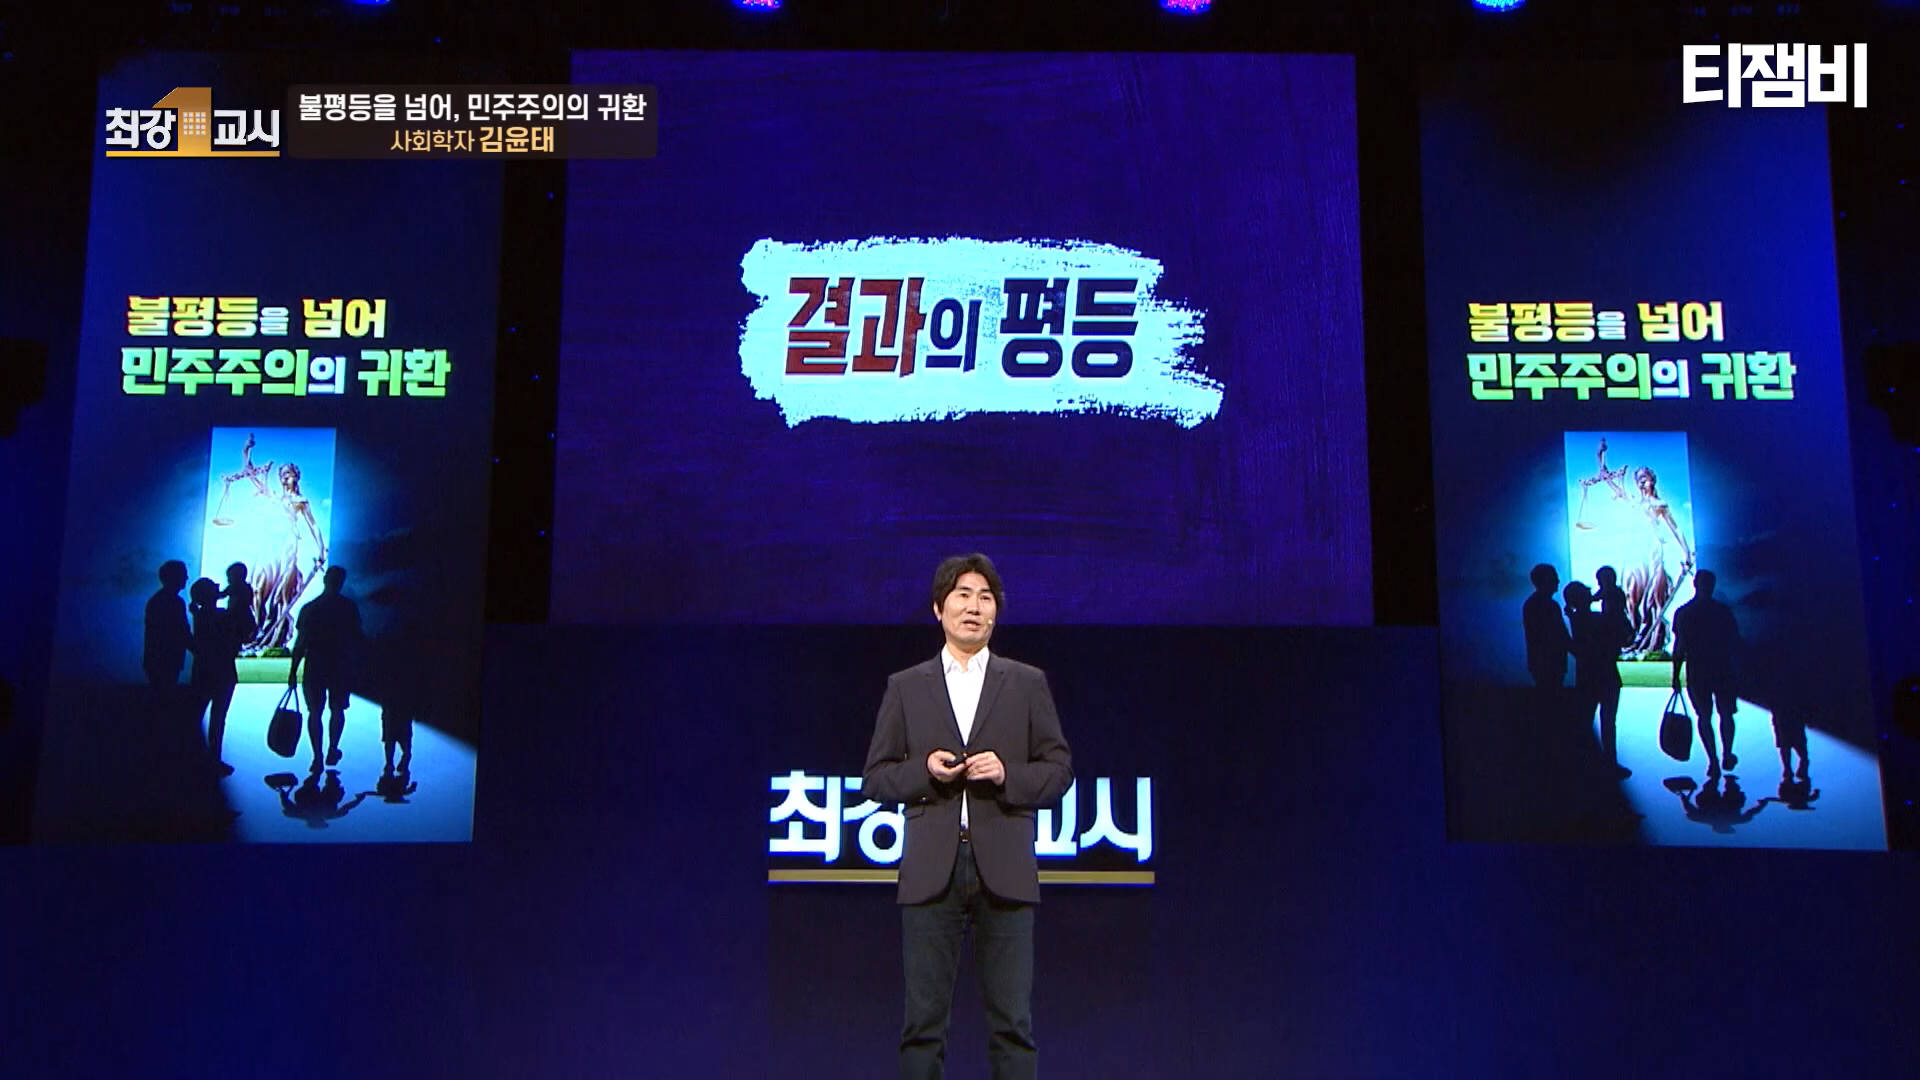 티잼비
최강1교시
불평등을 넘어, 민주주의의 귀환
사회학자 김윤태
결과의 평등
불평등을 넘어
민주주의의 귀환
불평등을 넘어
민주주의의 귀환
최강 교시